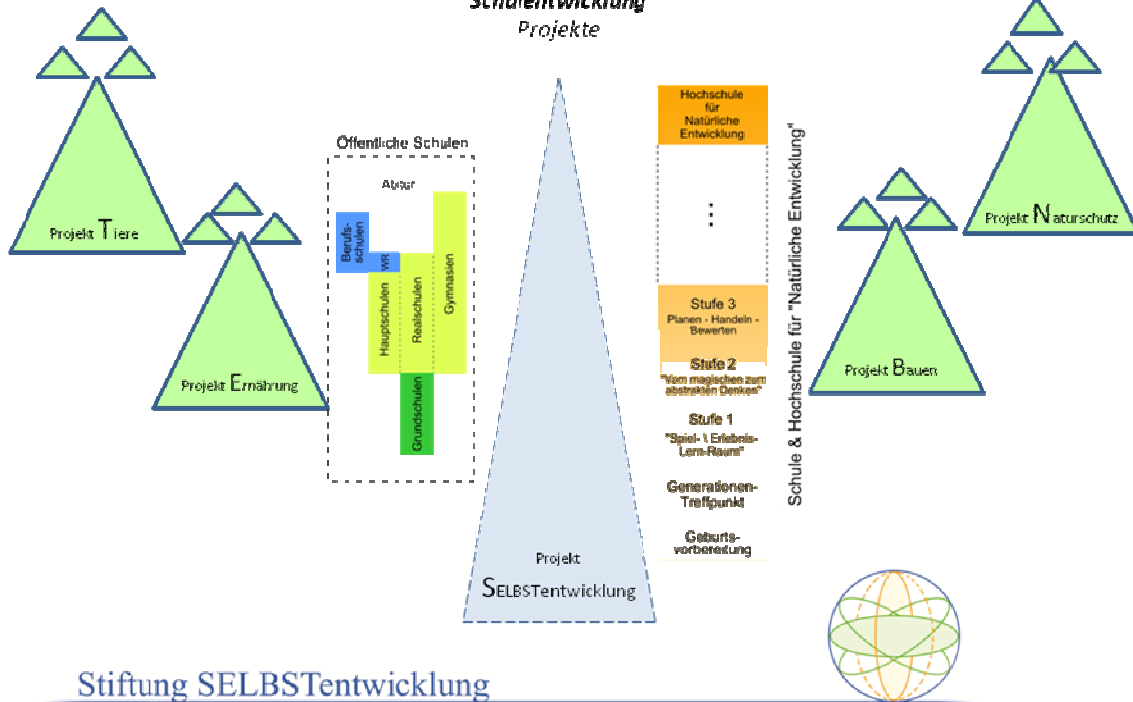 Schulentwicklung
Projekte
Projekt Tiere
Projekt Ernährung
Öffentliche Schulen
Abitur
Berufs-
schulen
WR
Hauptschulen
Realschulen
Gymnasien
Grundschulen
Projekt
SELBSTentwicklung
Hochschule
für
Natürliche
Entwicklung
Stufe 3
Planen - Handeln -
Bewerten
Stufe 2
"Vom magischen zum
abstrakten Denken"
Stufe 1
"Spiel- \ Erlebnis-
Lern-Raum"
Generationen-
Treffpunkt
Geburts-
vorbereitung
Schule & Hochschule für "Natürliche Entwicklung"
Projekt Bauen
Projekt Naturschutz
Stiftung SELBSTentwicklung